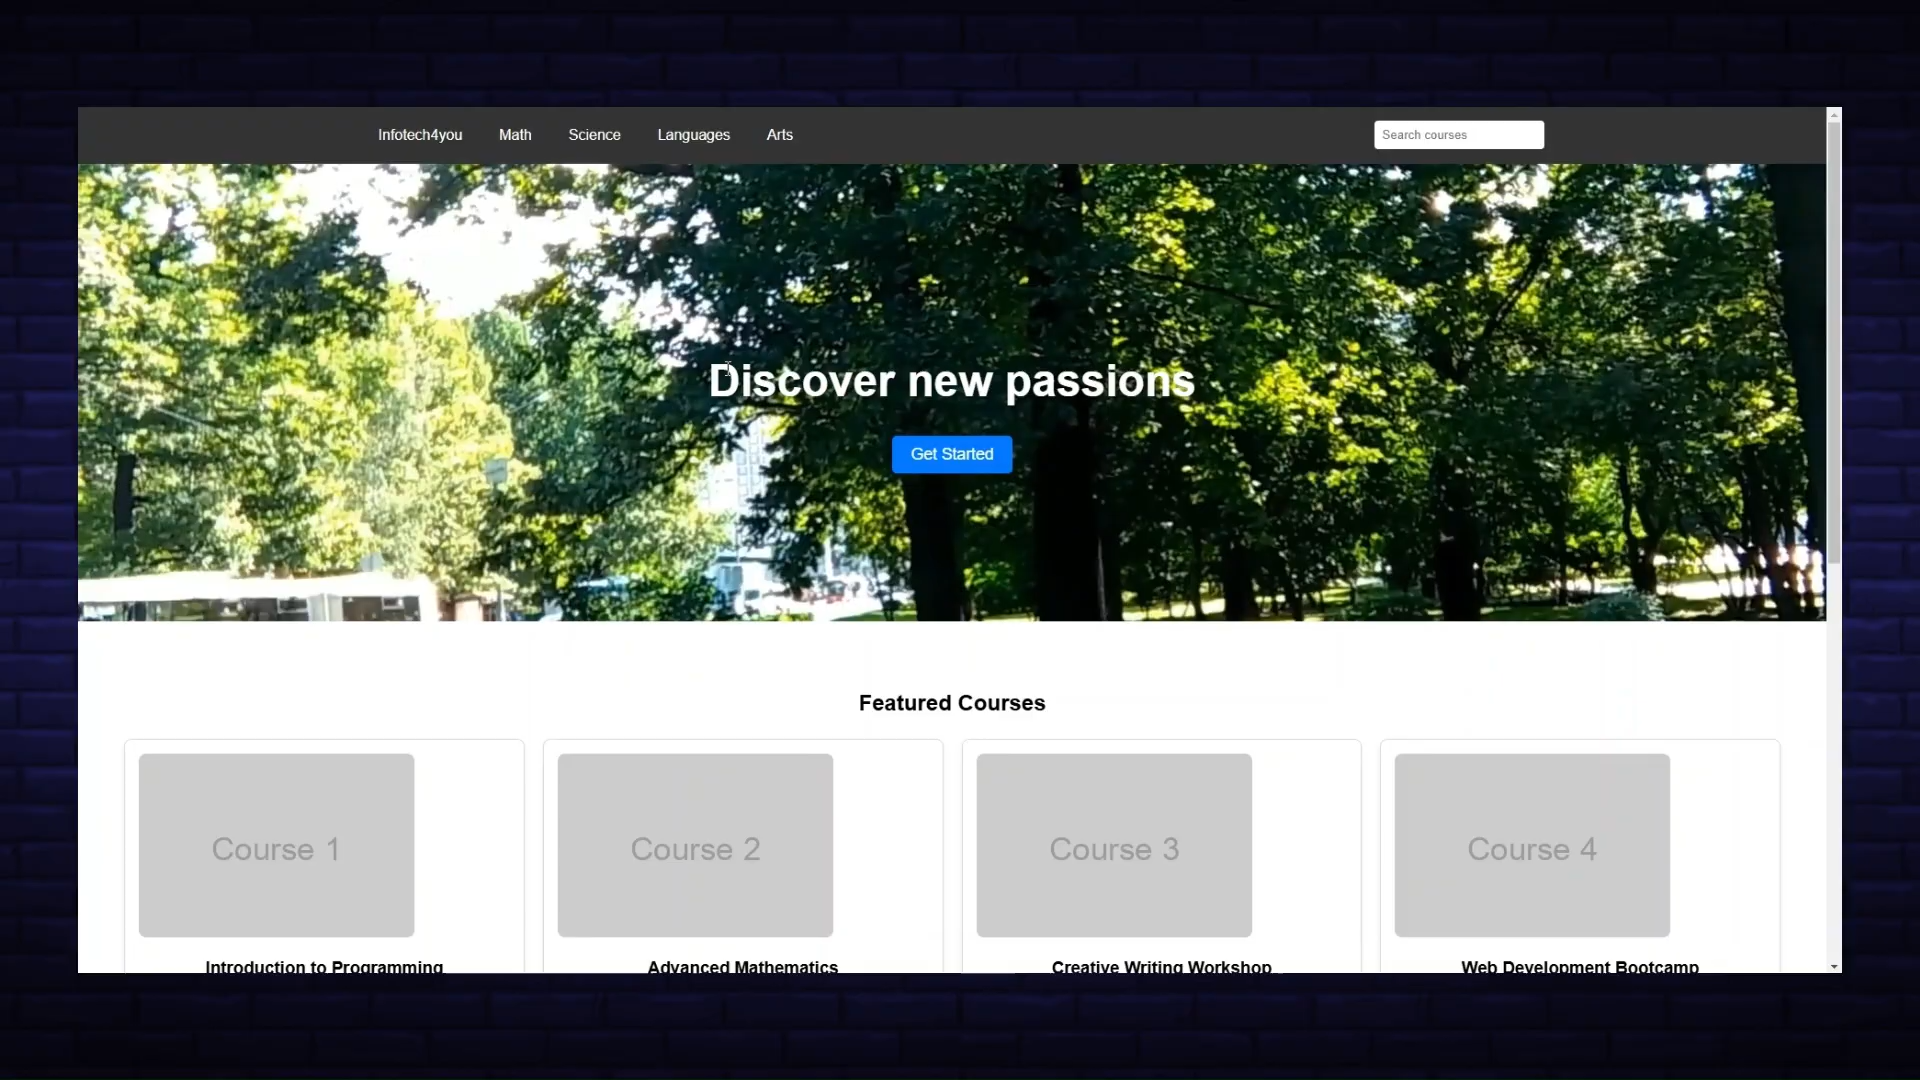 Infotech4you Math Science Languages Arts Search courses
Discover new passions
Get Started
Featured Courses
Course 1 Course 2 Course 3 Course 4
Introduction to Programming Advanced Mathematics Creative Writing Workshop Web Development Bootcamp